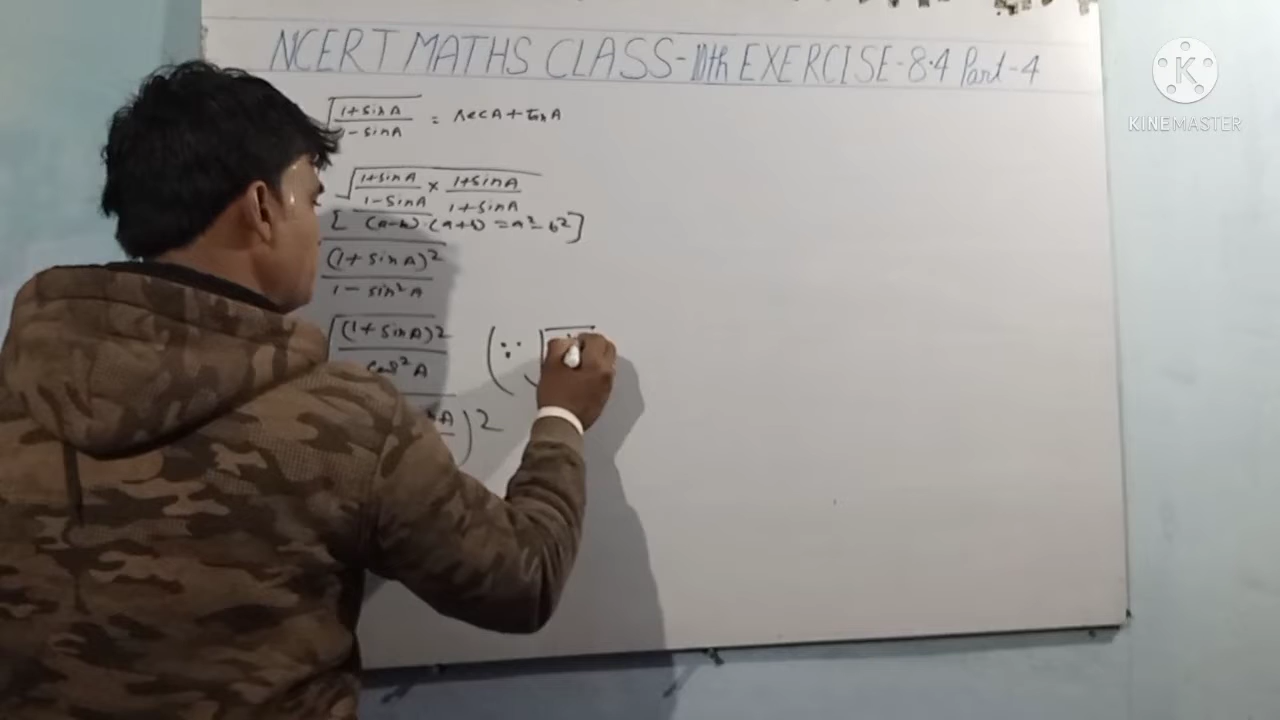 NCERT MATHS CLASS-10th EXERCISE-8.4 Part-4
K
KINEMASTER
√(1+sinA)/(1-sinA) = secA+tanA
√(1+sinA)/(1-sinA) × (1+sinA)/(1+sinA)
[(a-b)(a+b)=a²-b²]
(1+sinA)²
1-sin²A
√(1+sinA)²
cos²A
(∵ √
A)²